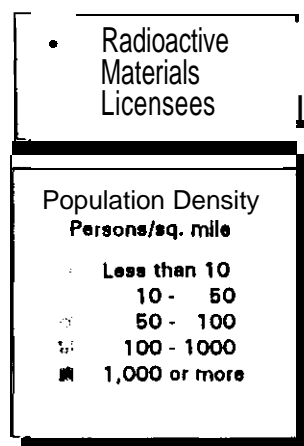 • Radioactive
Materials
Licensees
Population Density
Persons/sq. mile
Less than 10
10 - 50
50 - 100
100 - 1000
1,000 or more